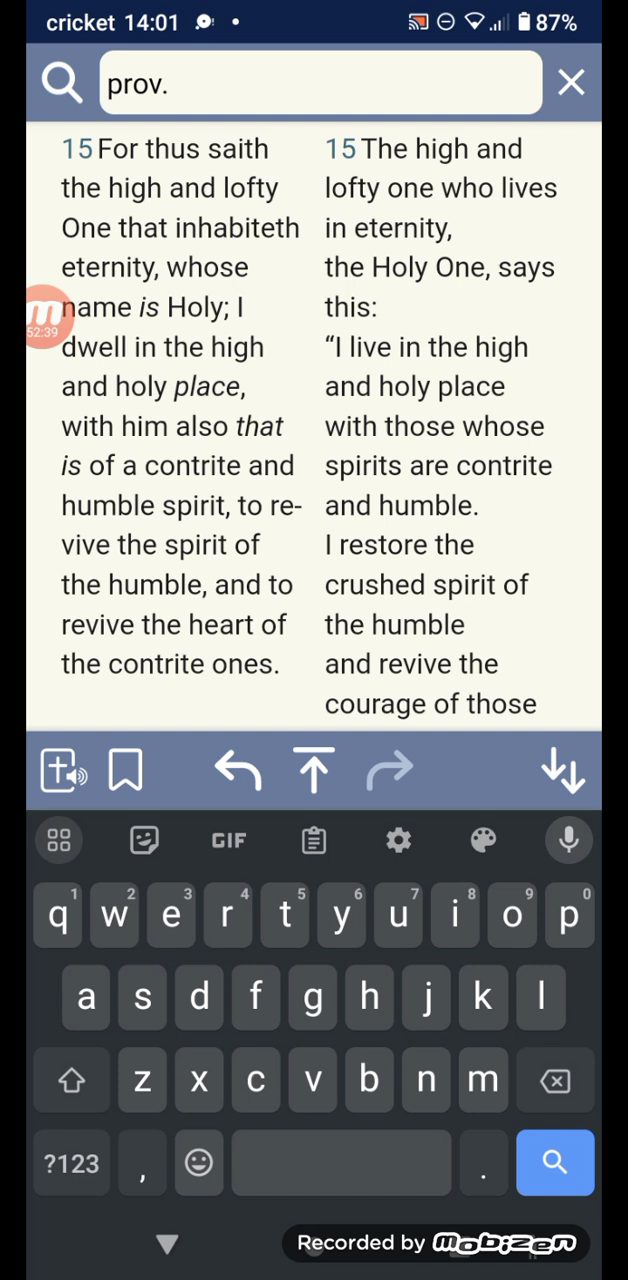 cricket 14:01
87%
prov.
15 For thus saith
the high and lofty
One that inhabiteth
eternity, whose
name is Holy; I
dwell in the high
and holy place,
with him also that
is of a contrite and
humble spirit, to re-
vive the spirit of
the humble, and to
revive the heart of
the contrite ones.
15 The high and
lofty one who lives
in eternity,
the Holy One, says
this:
“I live in the high
and holy place
with those whose
spirits are contrite
and humble.
I restore the
crushed spirit of
the humble
and revive the
courage of those
m
52:39
GIF
1 2 3 4 5 6 7 8 9 0
q w e r t y u i o p
a s d f g h j k l
z x c v b n m
?123 , .
Recorded by mobizen